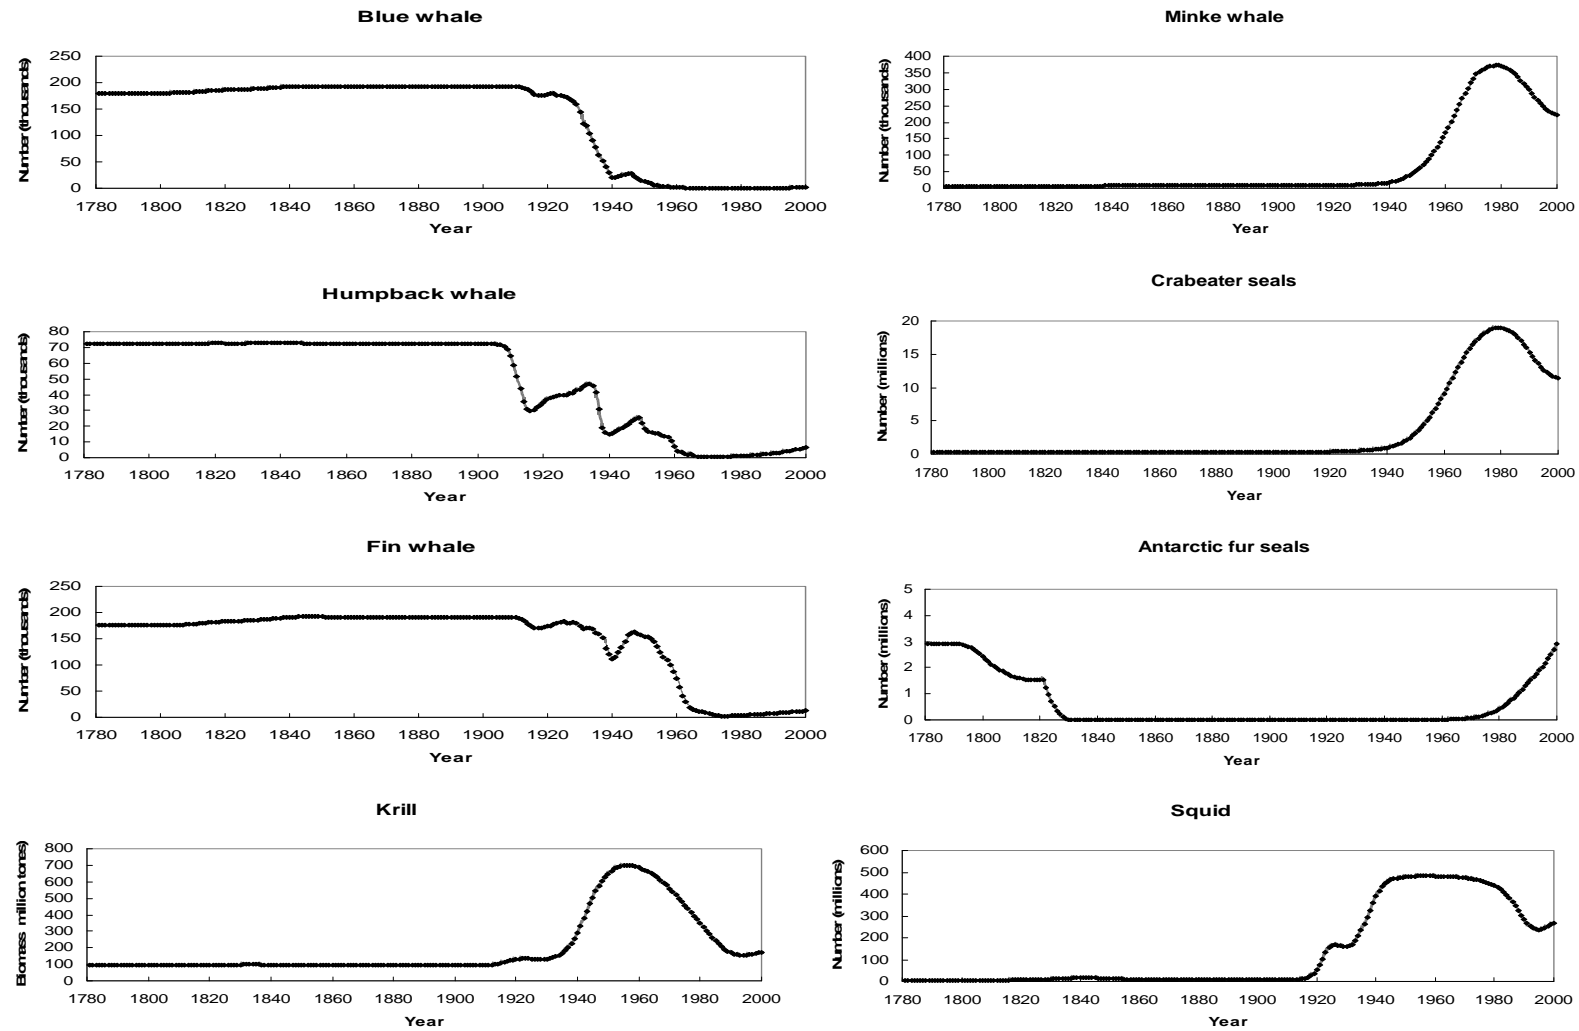 Blue whale
Number (thousands)
250
200
150
100
50
0
1780 1800 1820 1840 1860 1880 1900 1920 1940 1960 1980 2000
Year
Minke whale
Number (thousands)
400
350
300
250
200
150
100
50
0
1780 1800 1820 1840 1860 1880 1900 1920 1940 1960 1980 2000
Year
Humpback whale
Number (thousands)
80
70
60
50
40
30
20
10
0
1780 1800 1820 1840 1860 1880 1900 1920 1940 1960 1980 2000
Year
Crabeater seals
Number (millions)
20
15
10
5
0
1780 1800 1820 1840 1860 1880 1900 1920 1940 1960 1980 2000
Year
Fin whale
Number (thousands)
250
200
150
100
50
0
1780 1800 1820 1840 1860 1880 1900 1920 1940 1960 1980 2000
Year
Antarctic fur seals
Number (millions)
5
4
3
2
1
0
1780 1800 1820 1840 1860 1880 1900 1920 1940 1960 1980 2000
Year
Krill
Biomass million tones)
800
700
600
500
400
300
200
100
0
1780 1800 1820 1840 1860 1880 1900 1920 1940 1960 1980 2000
Year
Squid
Number (millions)
600
500
400
300
200
100
0
1780 1800 1820 1840 1860 1880 1900 1920 1940 1960 1980 2000
Year